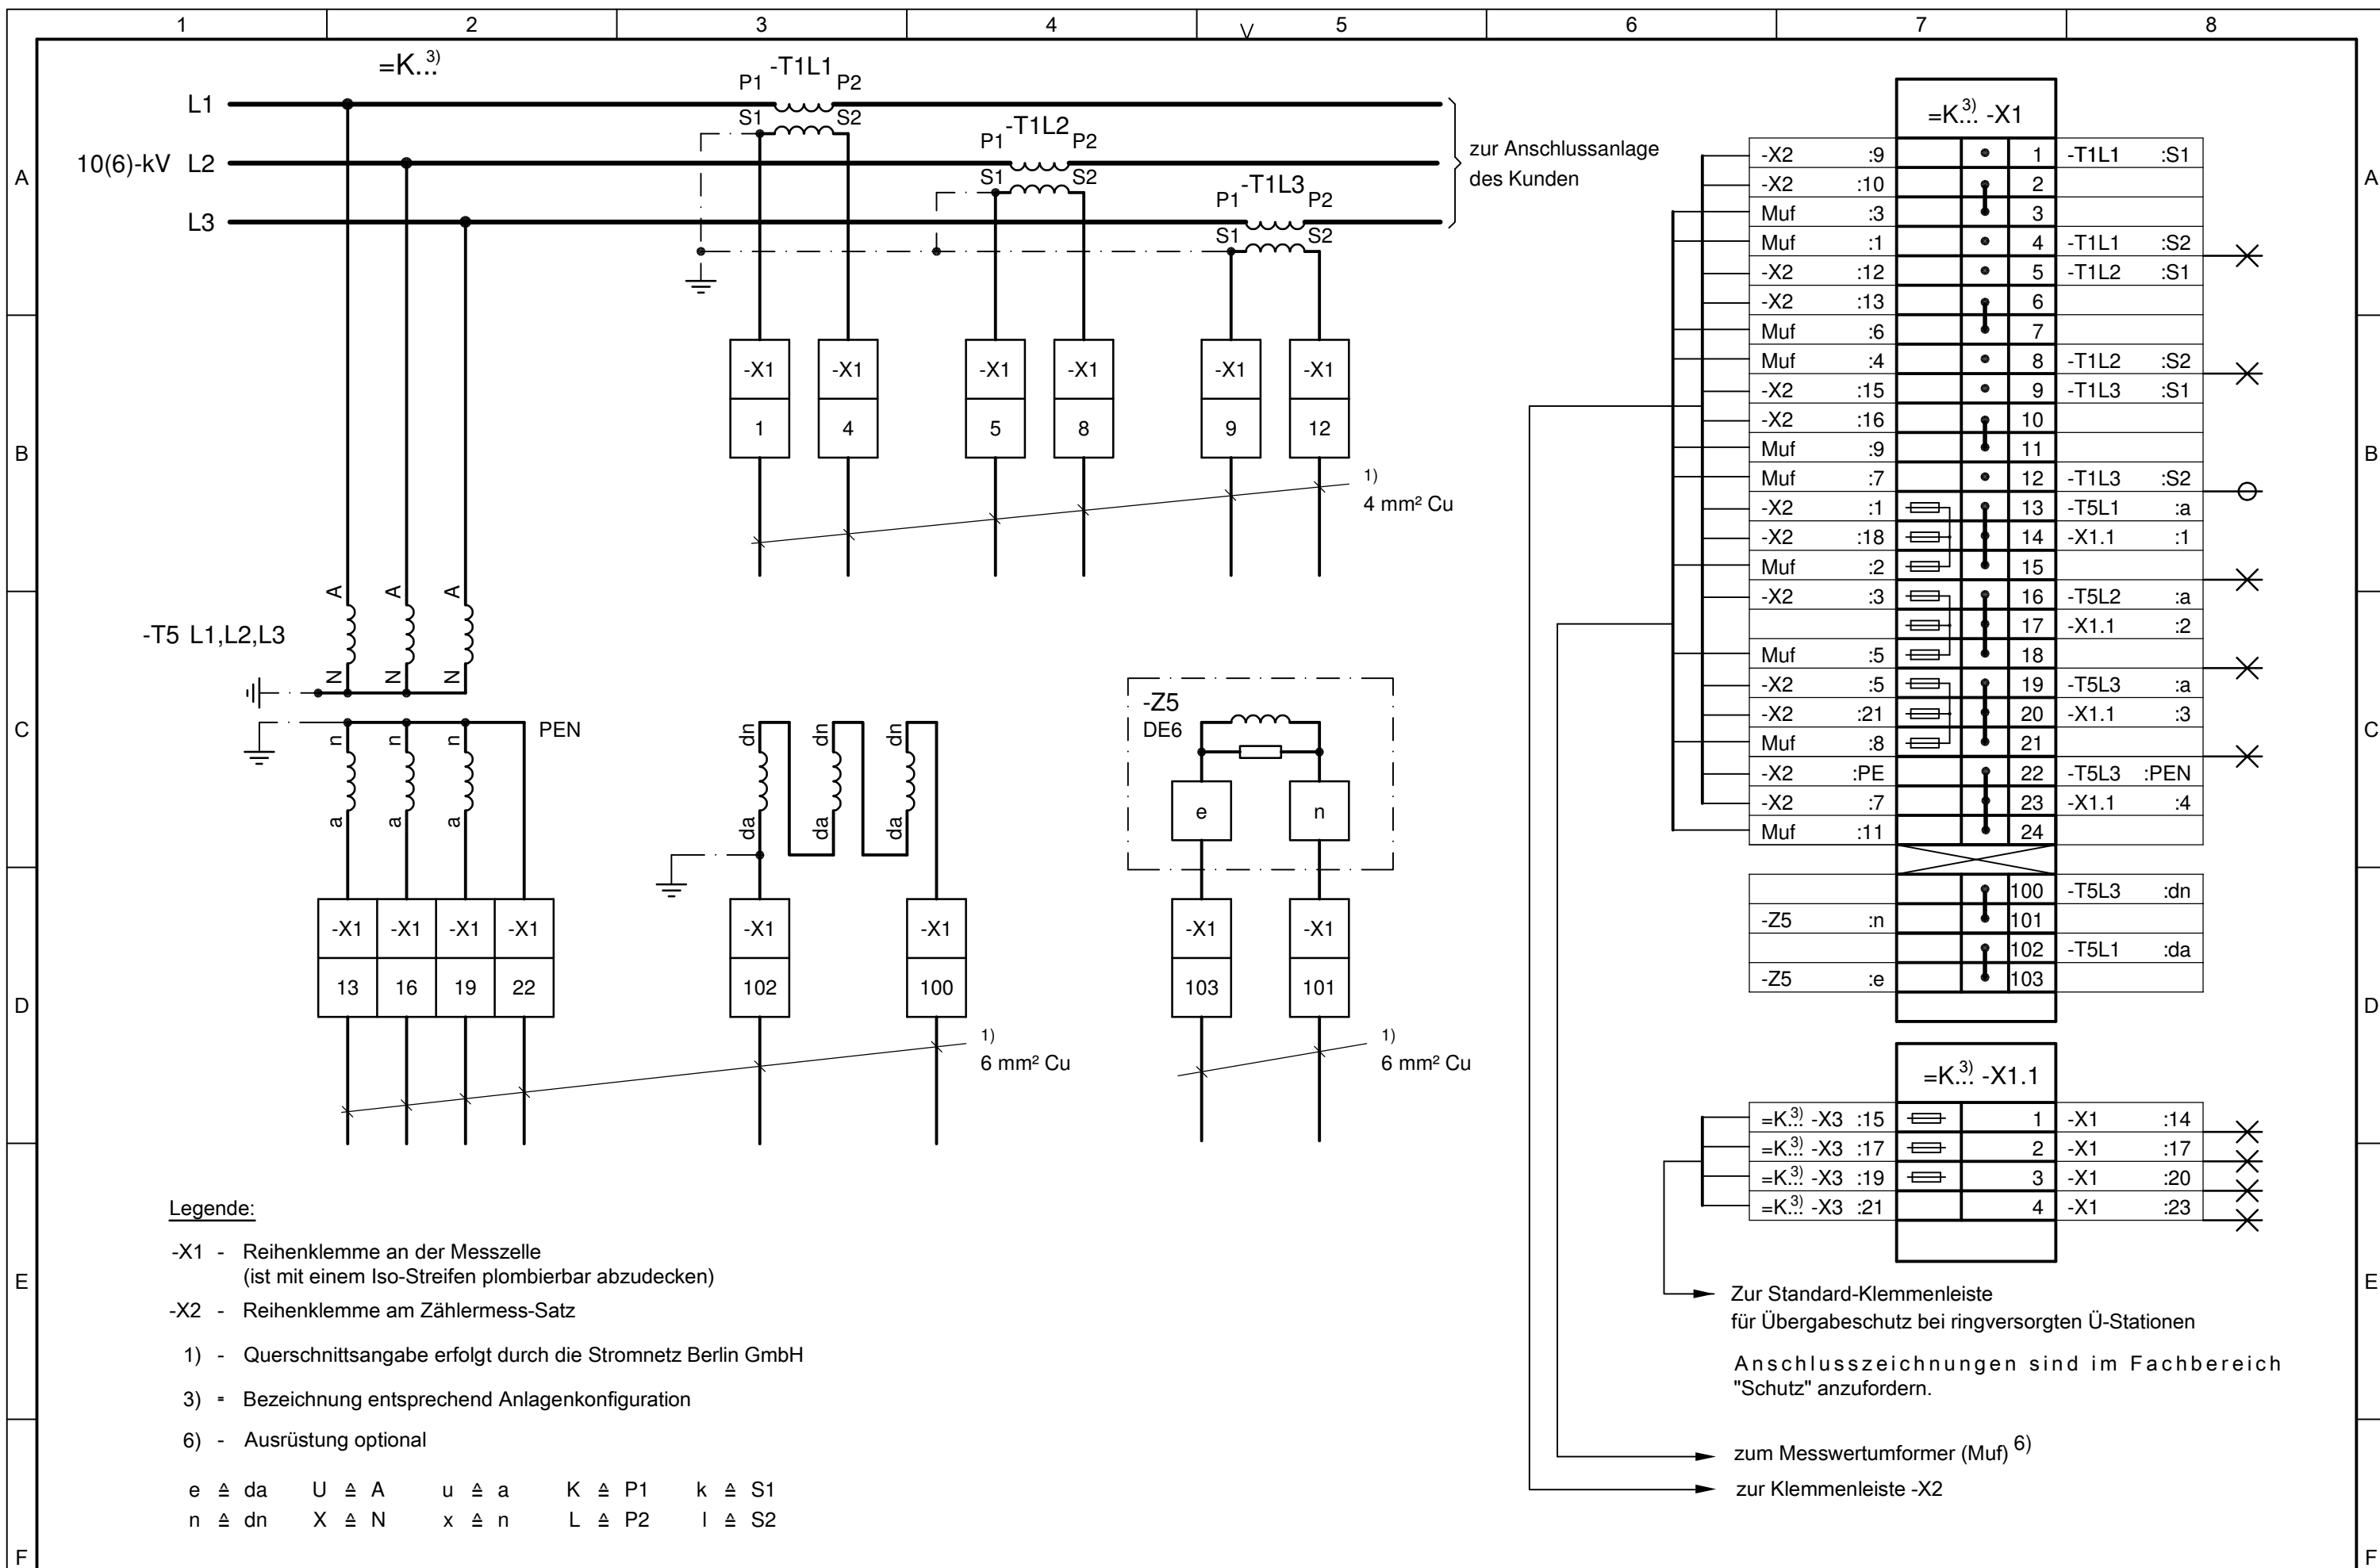 1 2 3 4 5 6 7 8
A
B
C
D
E
F
A
B
C
D
E
F
=K...3)
L1
10(6)-kV L2
L3
P1 -T1L1 P2
S1 S2
P1 -T1L2 P2
S1 S2
P1 -T1L3 P2
S1 S2
zur Anschlussanlage
des Kunden
-X1 -X1 -X1 -X1 -X1 -X1
1 4 5 8 9 12
1)
4 mm² Cu
A A A
-T5 L1,L2,L3
N N N
PEN
n n n
a a a
dn dn dn
da da da
-Z5
DE6
e n
-X1 -X1 -X1 -X1 -X1 -X1 -X1 -X1
13 16 19 22 102 100 103 101
1)
6 mm² Cu
1)
6 mm² Cu
=K...3) -X1
-X2 :9 1 -T1L1 :S1
-X2 :10 2
Muf :3 3
Muf :1 4 -T1L1 :S2
-X2 :12 5 -T1L2 :S1
-X2 :13 6
Muf :6 7
Muf :4 8 -T1L2 :S2
-X2 :15 9 -T1L3 :S1
-X2 :16 10
Muf :9 11
Muf :7 12 -T1L3 :S2
-X2 :1 13 -T5L1 :a
-X2 :18 14 -X1.1 :1
Muf :2 15
-X2 :3 16 -T5L2 :a
17 -X1.1 :2
Muf :5 18
-X2 :5 19 -T5L3 :a
-X2 :21 20 -X1.1 :3
Muf :8 21
-X2 :PE 22 -T5L3 :PEN
-X2 :7 23 -X1.1 :4
Muf :11 24
100 -T5L3 :dn
-Z5 :n 101
102 -T5L1 :da
-Z5 :e 103
=K...3) -X1.1
=K...3) -X3 :15 1 -X1 :14
=K...3) -X3 :17 2 -X1 :17
=K...3) -X3 :19 3 -X1 :20
=K...3) -X3 :21 4 -X1 :23
Zur Standard-Klemmenleiste
für Übergabeschutz bei ringversorgten Ü-Stationen
Anschlusszeichnungen sind im Fachbereich
"Schutz" anzufordern.
zum Messwertumformer (Muf) 6)
zur Klemmenleiste -X2
Legende:
-X1 - Reihenklemme an der Messzelle
(ist mit einem Iso-Streifen plombierbar abzudecken)
-X2 - Reihenklemme am Zählermess-Satz
1) - Querschnittsangabe erfolgt durch die Stromnetz Berlin GmbH
3) = Bezeichnung entsprechend Anlagenkonfiguration
6) - Ausrüstung optional
e ≙ da U ≙ A u ≙ a K ≙ P1 k ≙ S1
n ≙ dn X ≙ N x ≙ n L ≙ P2 l ≙ S2